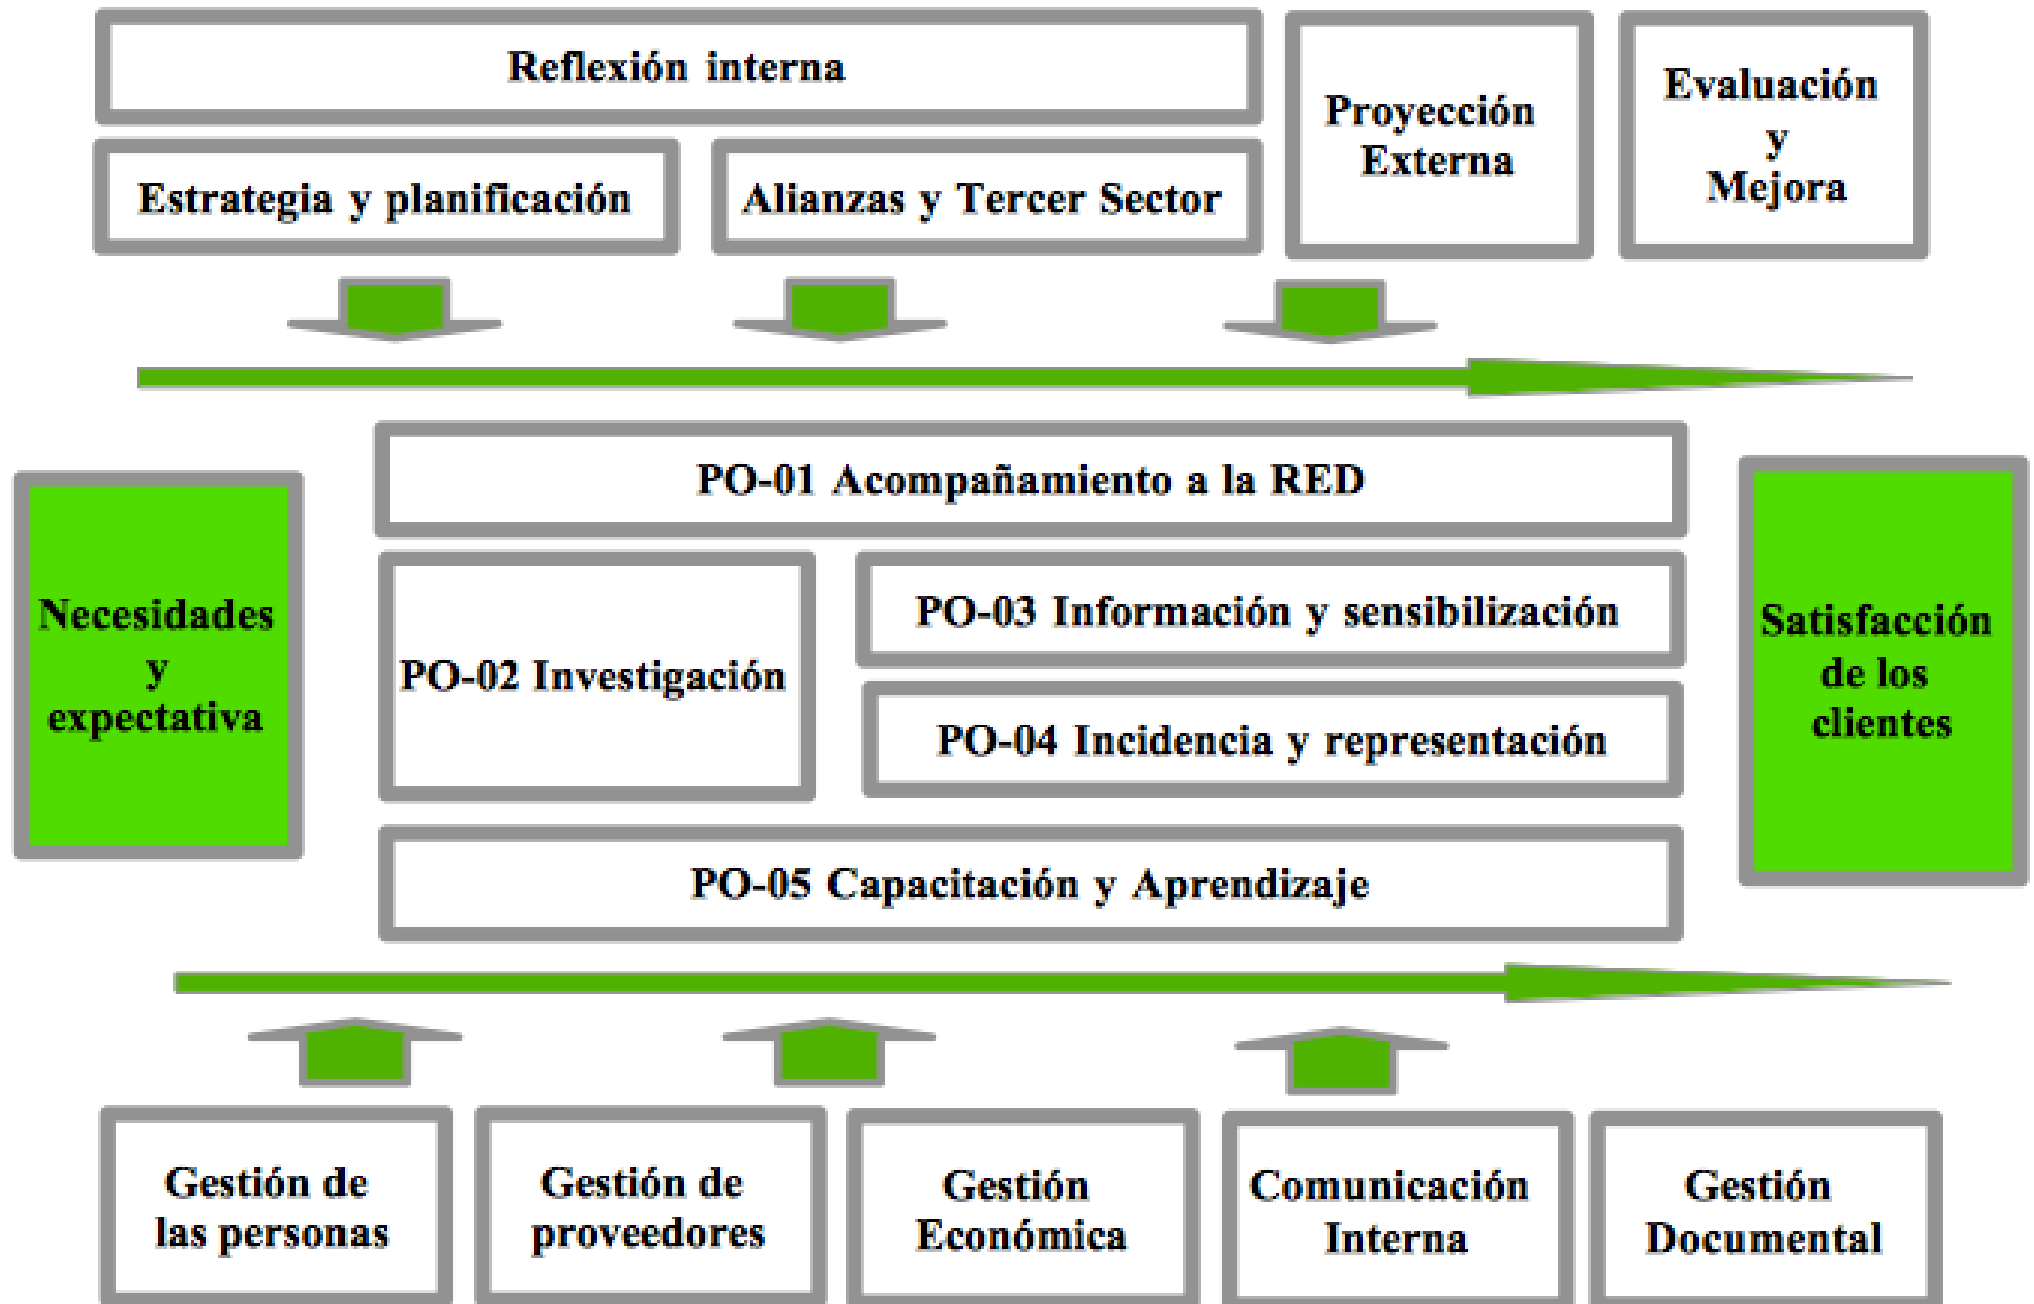 Reflexión interna
Proyección
Externa
Evaluación
y
Mejora
Estrategia y planificación
Alianzas y Tercer Sector
PO-01 Acompañamiento a la RED
Necesidades
y
expectativa
PO-02 Investigación
PO-03 Información y sensibilización
PO-04 Incidencia y representación
Satisfacción
de los
clientes
PO-05 Capacitación y Aprendizaje
Gestión de
las personas
Gestión de
proveedores
Gestión
Económica
Comunicación
Interna
Gestión
Documental